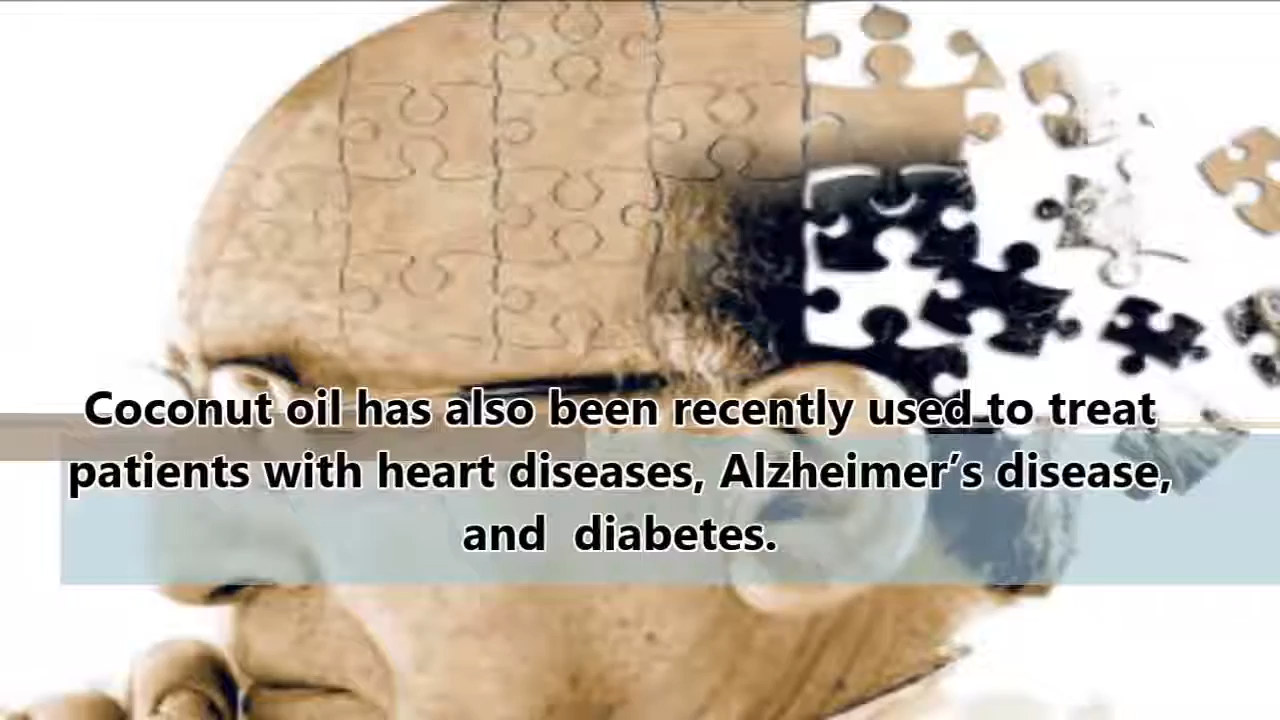 Coconut oil has also been recently used to treat
patients with heart diseases, Alzheimer’s disease,
and  diabetes.